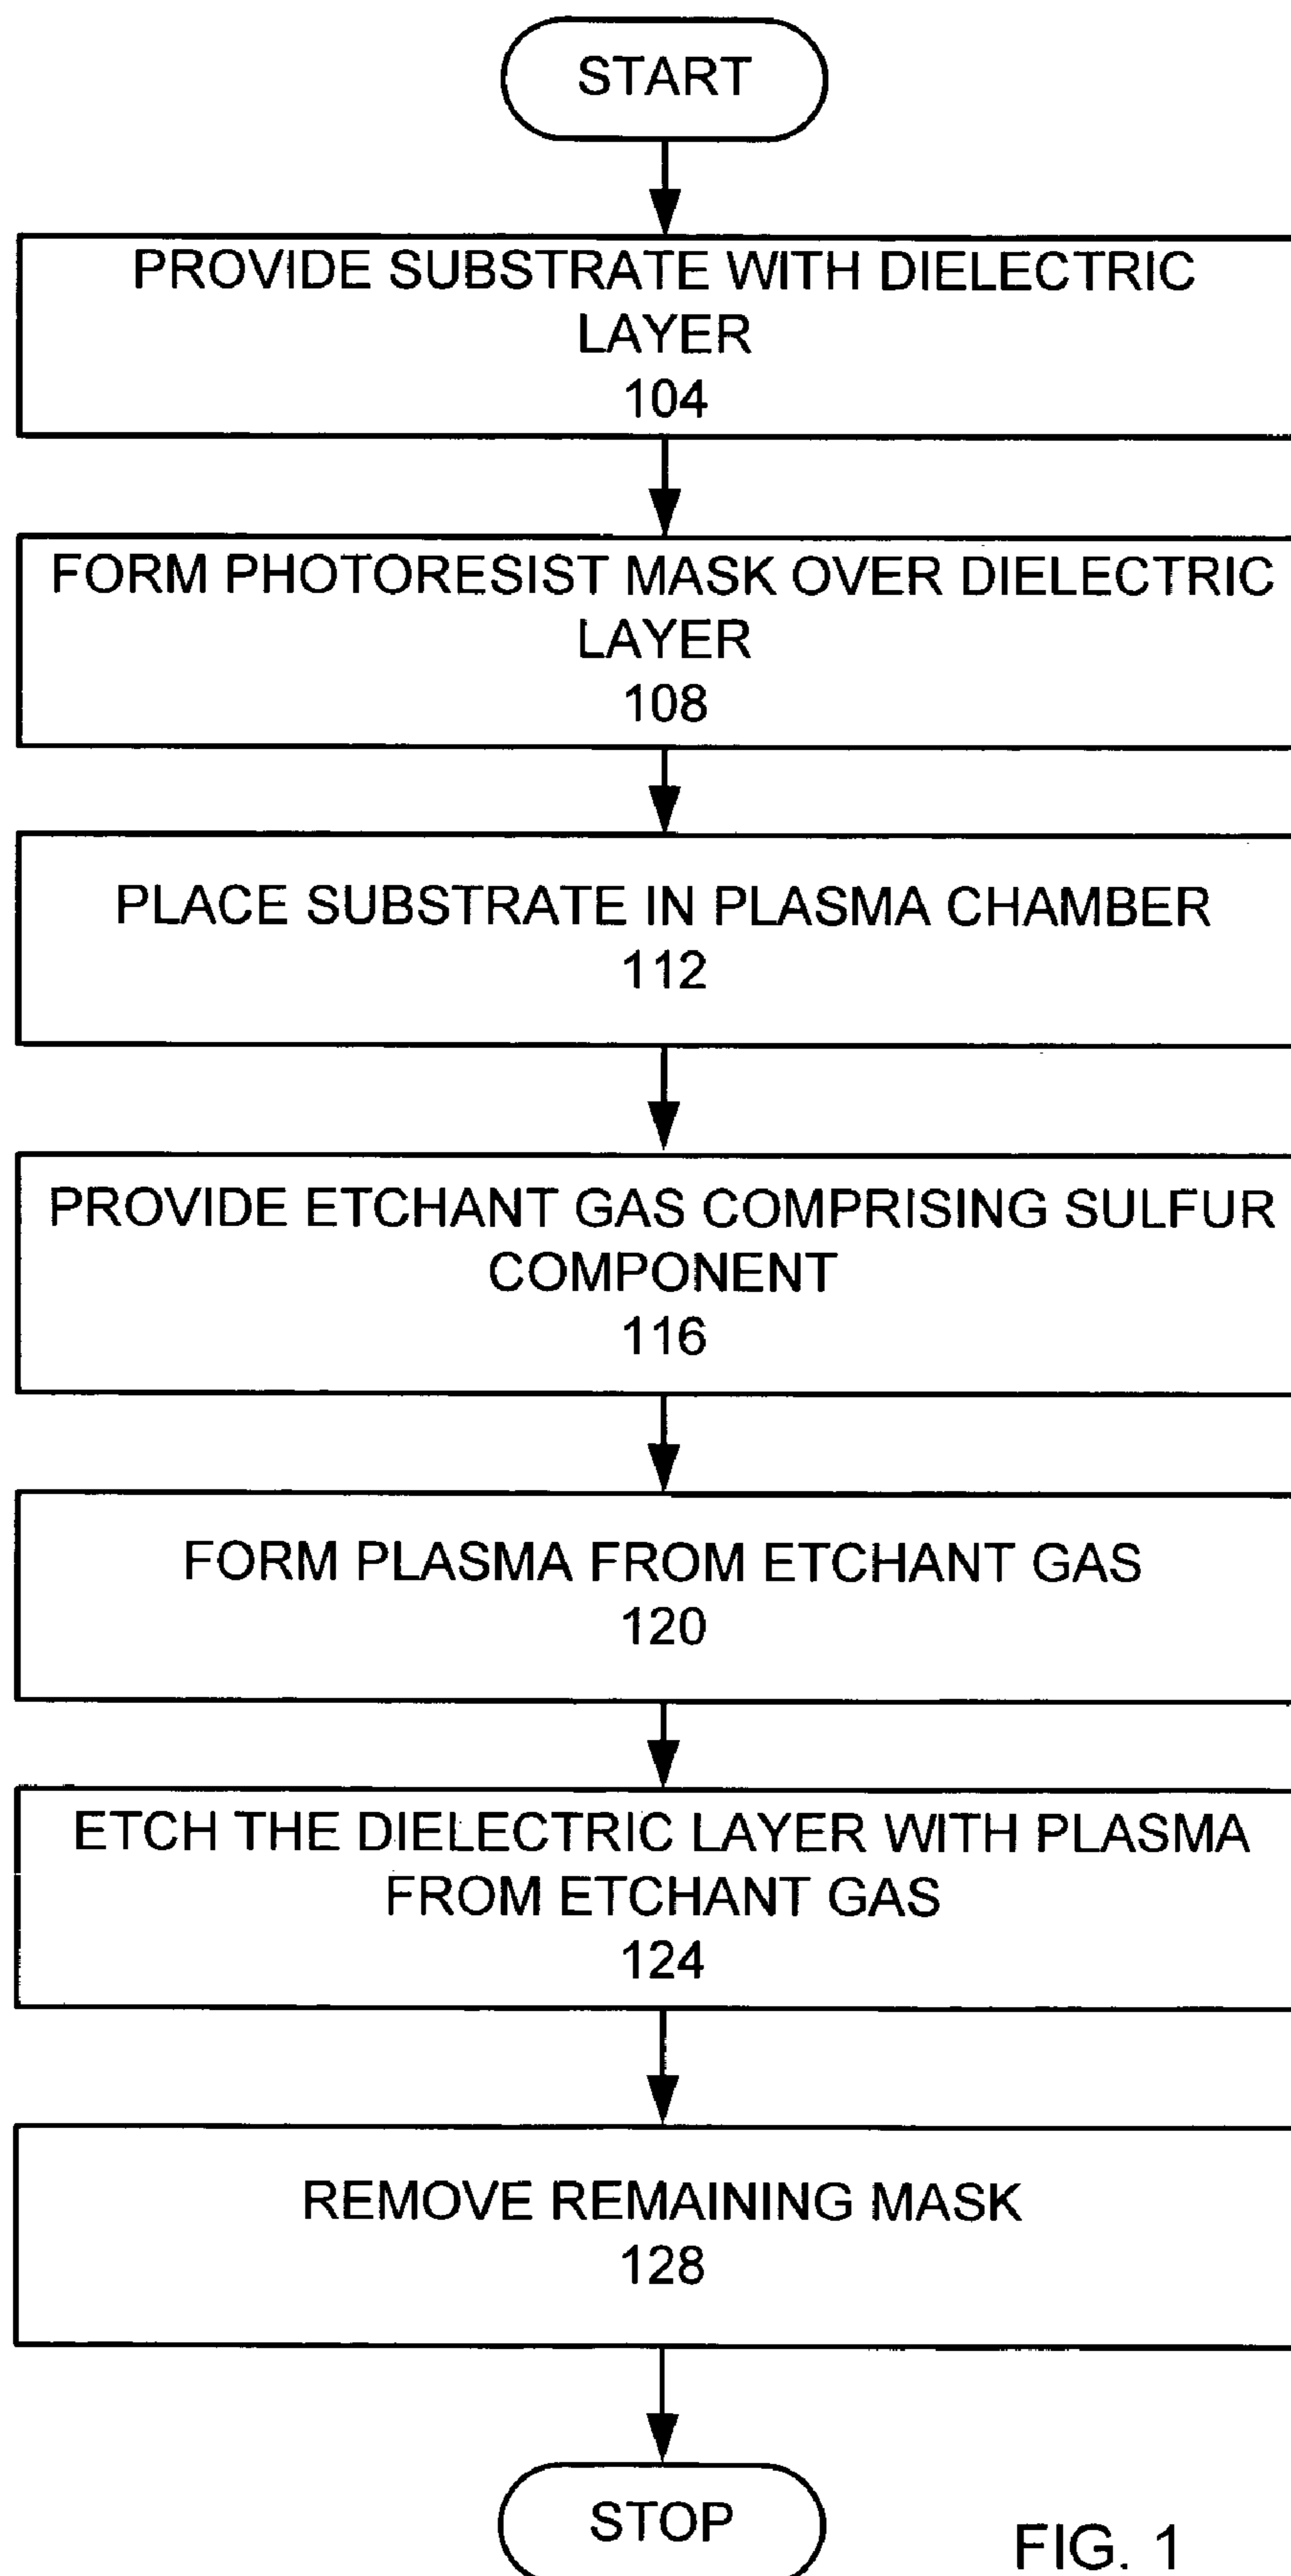 START
PROVIDE SUBSTRATE WITH DIELECTRIC
LAYER
104
FORM PHOTORESIST MASK OVER DIELECTRIC
LAYER
108
PLACE SUBSTRATE IN PLASMA CHAMBER
112
PROVIDE ETCHANT GAS COMPRISING SULFUR
COMPONENT
116
FORM PLASMA FROM ETCHANT GAS
120
ETCH THE DIELECTRIC LAYER WITH PLASMA
FROM ETCHANT GAS
124
REMOVE REMAINING MASK
128
STOP
FIG. 1